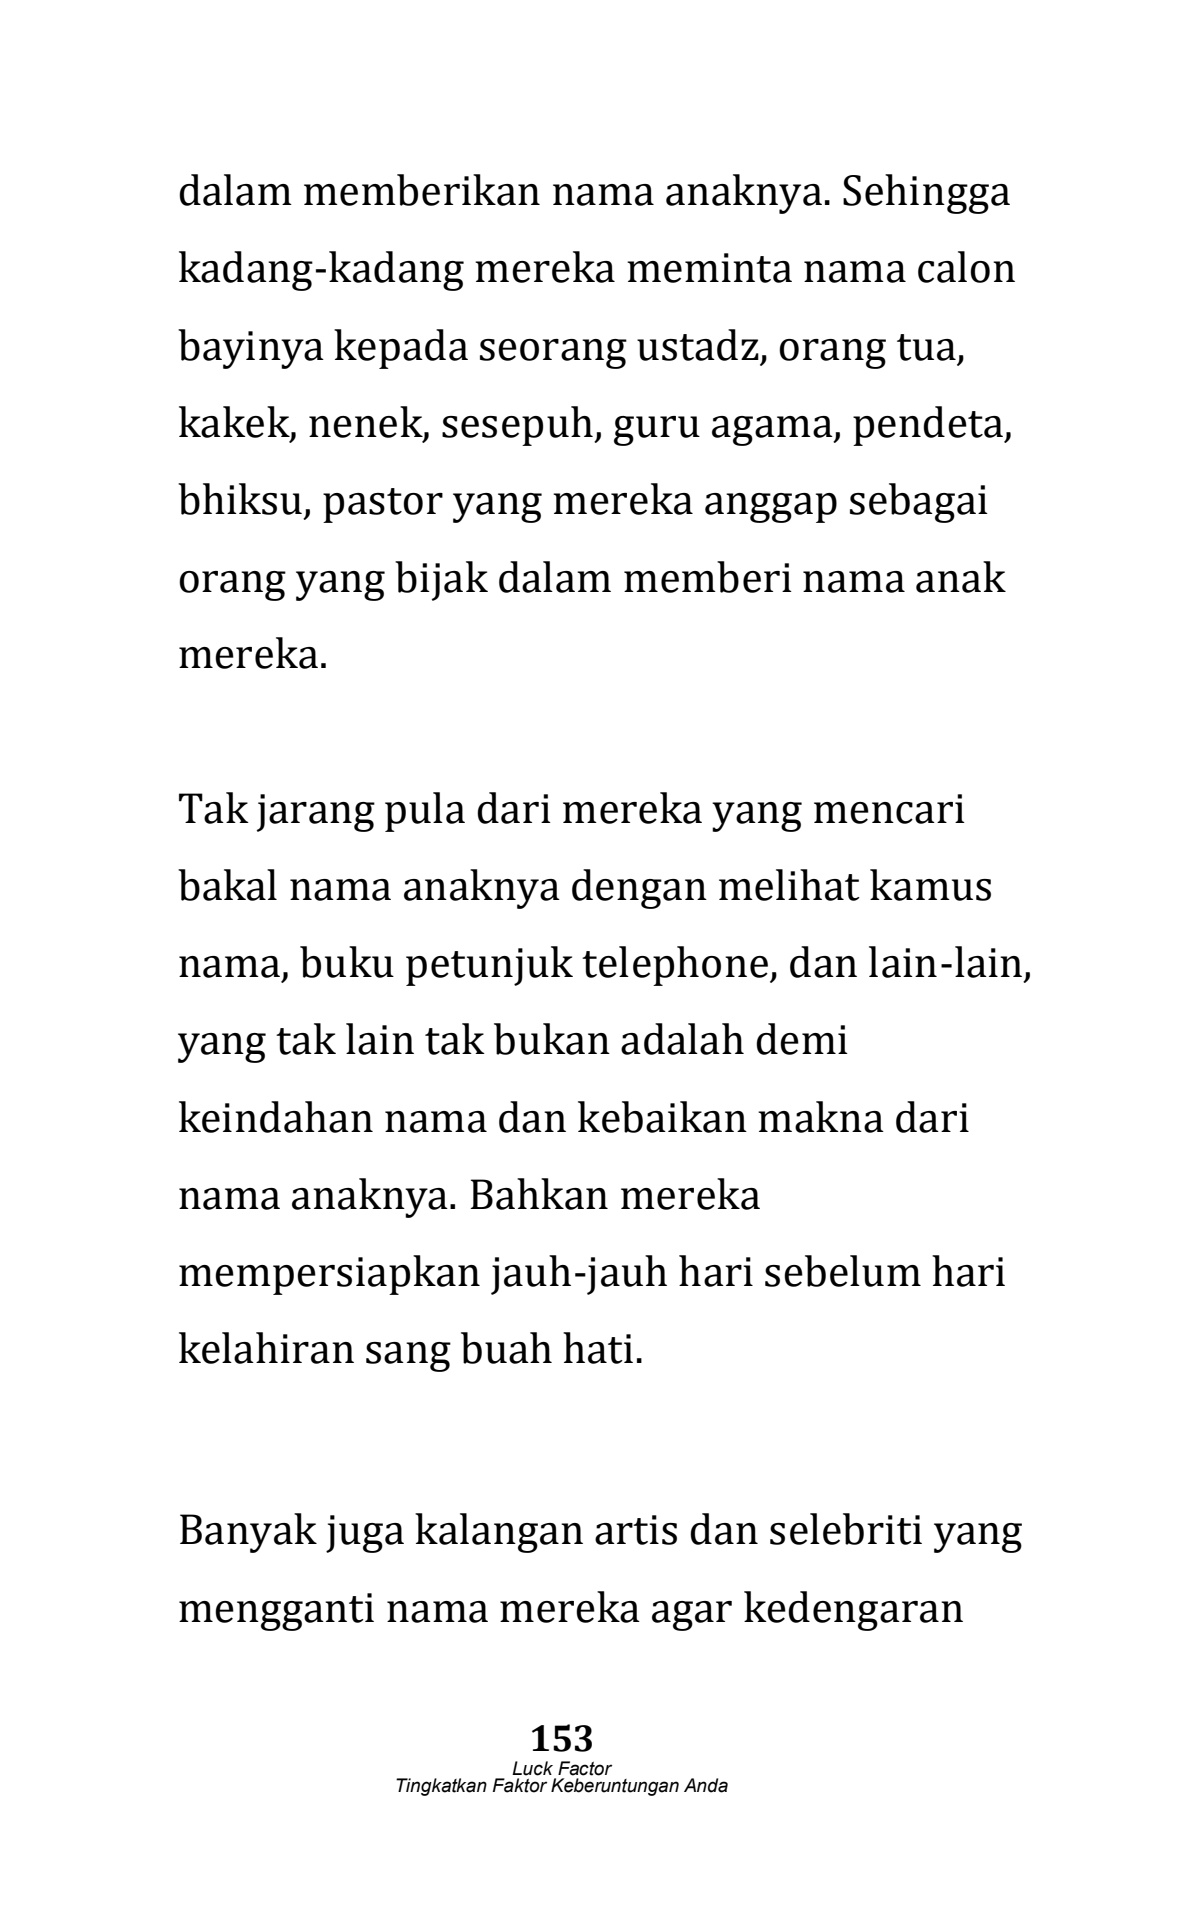 dalam memberikan nama anaknya. Sehingga
kadang-kadang mereka meminta nama calon
bayinya kepada seorang ustadz, orang tua,
kakek, nenek, sesepuh, guru agama, pendeta,
bhiksu, pastor yang mereka anggap sebagai
orang yang bijak dalam memberi nama anak
mereka.
Tak jarang pula dari mereka yang mencari
bakal nama anaknya dengan melihat kamus
nama, buku petunjuk telephone, dan lain-lain,
yang tak lain tak bukan adalah demi
keindahan nama dan kebaikan makna dari
nama anaknya. Bahkan mereka
mempersiapkan jauh-jauh hari sebelum hari
kelahiran sang buah hati.
Banyak juga kalangan artis dan selebriti yang
mengganti nama mereka agar kedengaran
153
Luck Factor
Tingkatkan Faktor Keberuntungan Anda